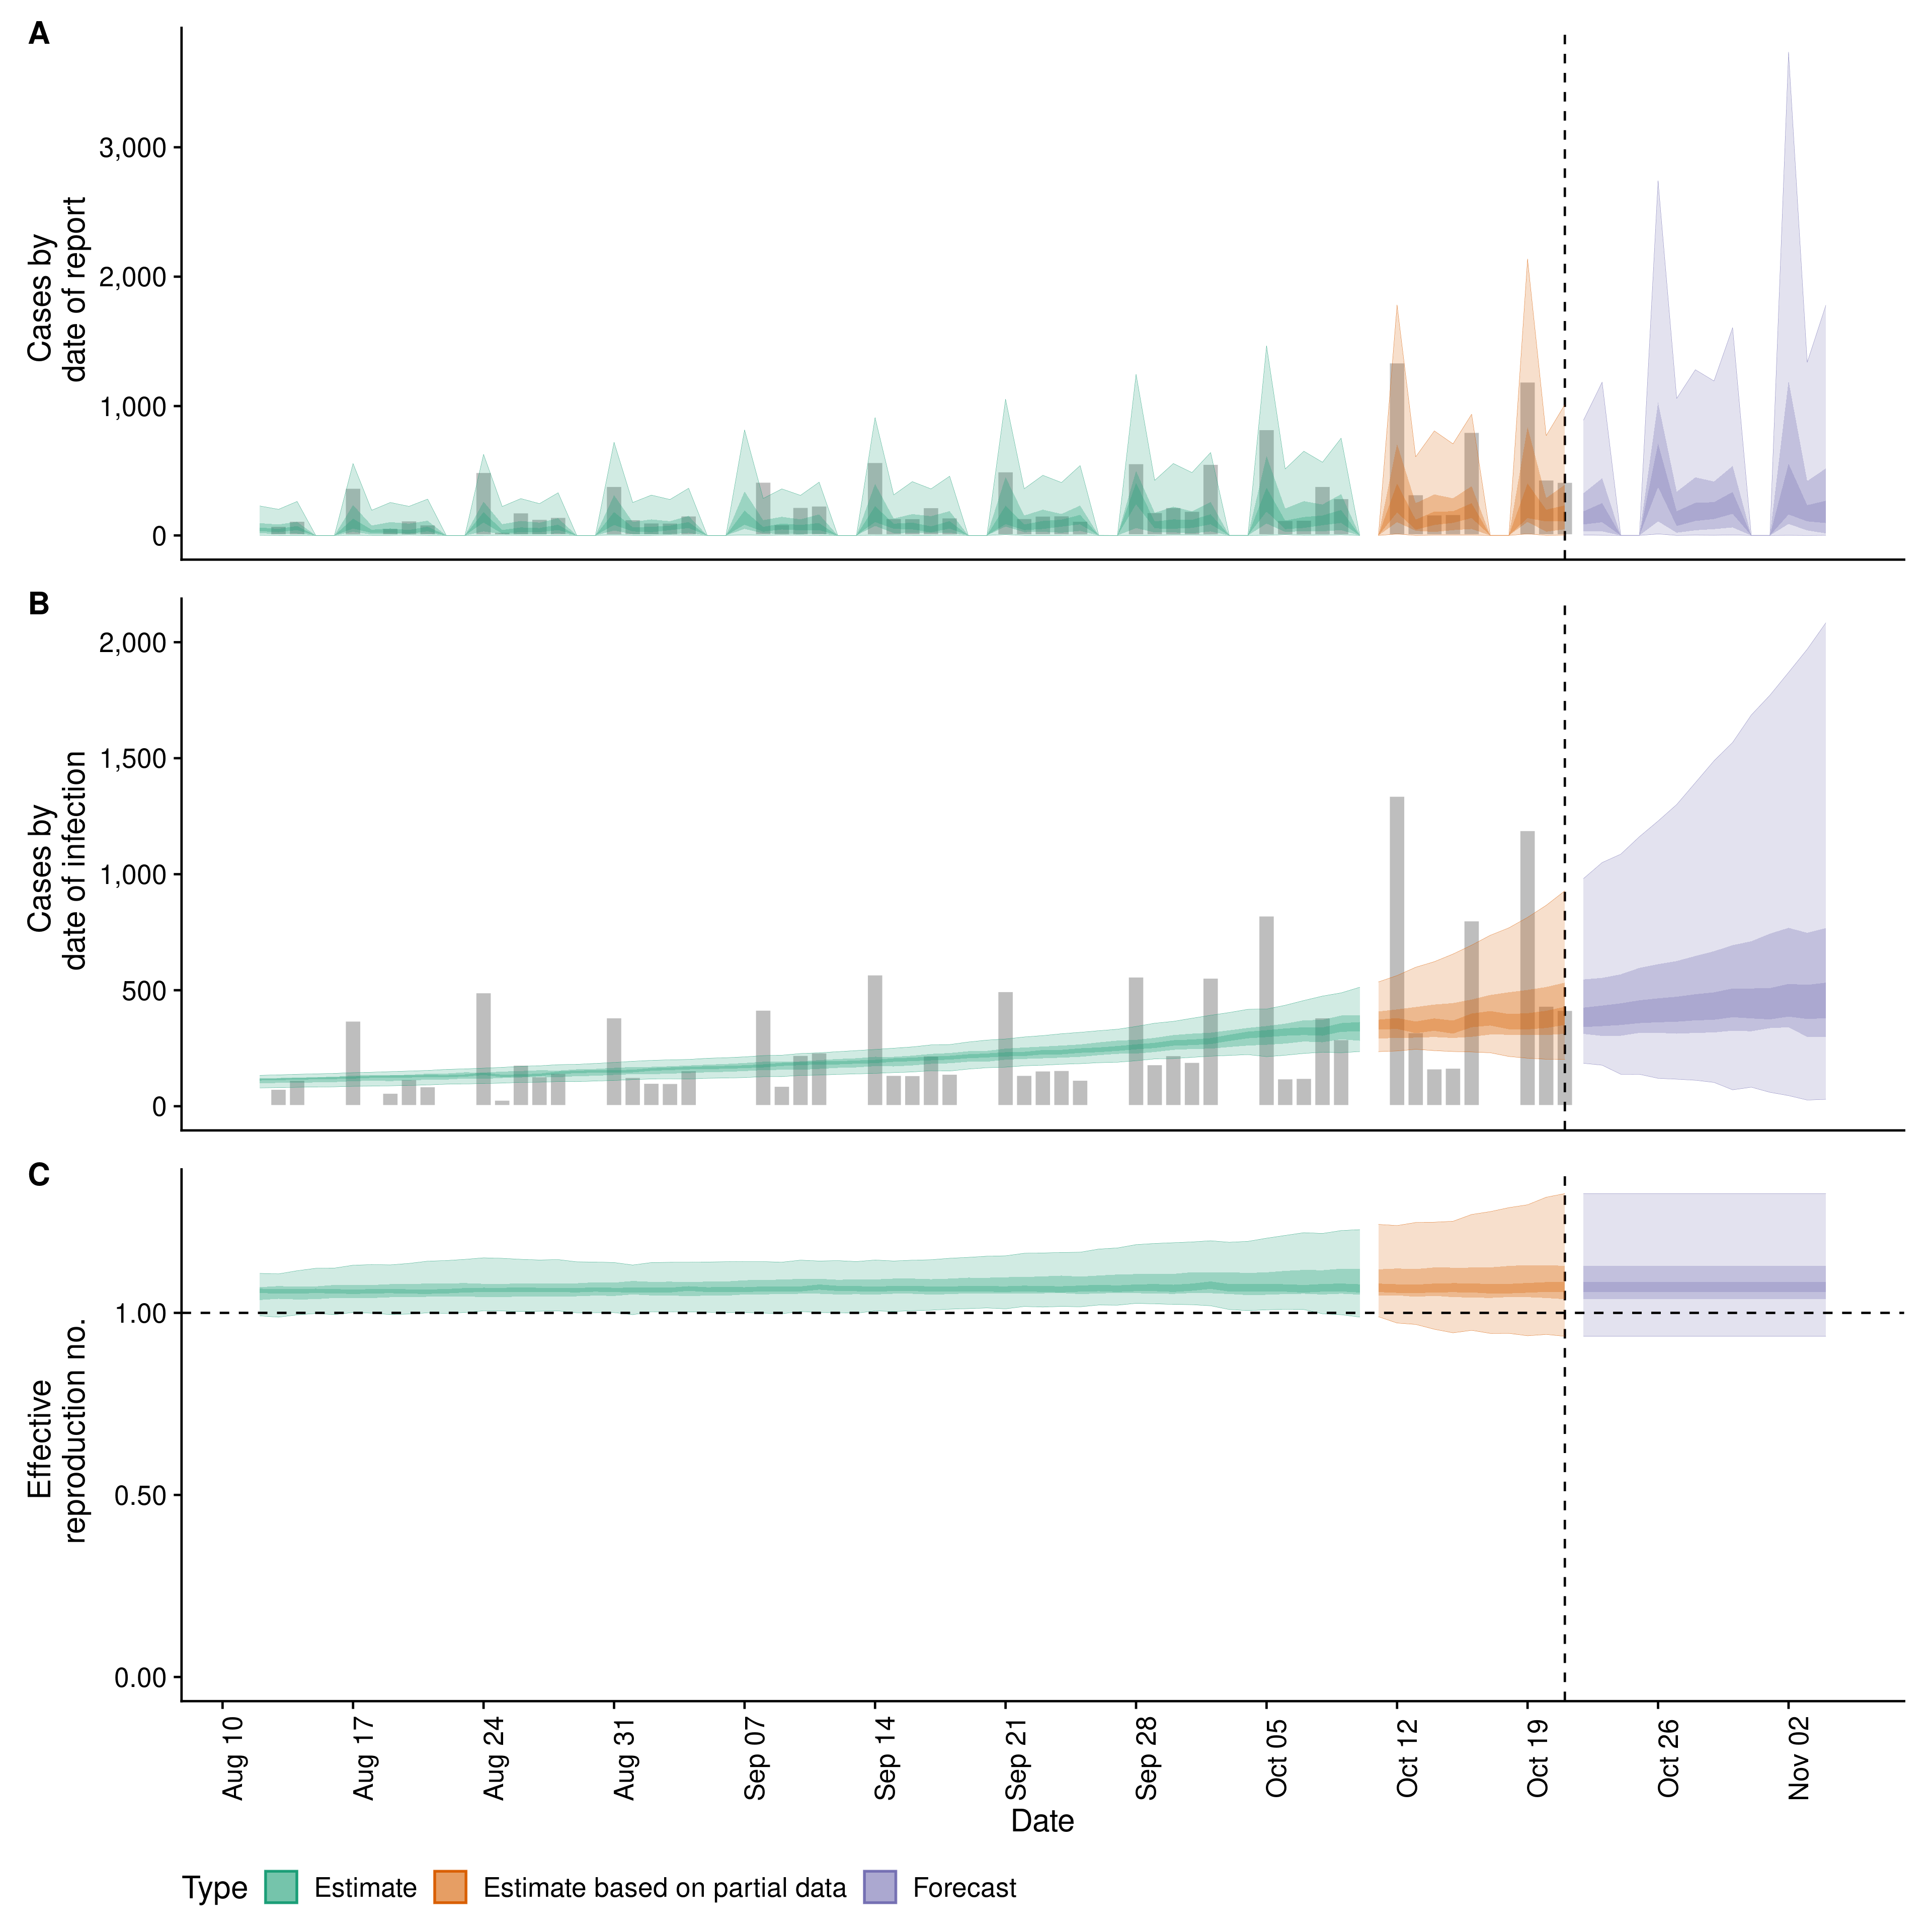 A
Cases by
date of report
3,000
2,000
1,000
0
B
Cases by
date of infection
2,000
1,500
1,000
500
0
C
Effective
reproduction no.
1.00
0.50
0.00
Aug 10
Aug 17
Aug 24
Aug 31
Sep 07
Sep 14
Sep 21
Sep 28
Oct 05
Oct 12
Oct 19
Oct 26
Nov 02
Date
Type
Estimate
Estimate based on partial data
Forecast